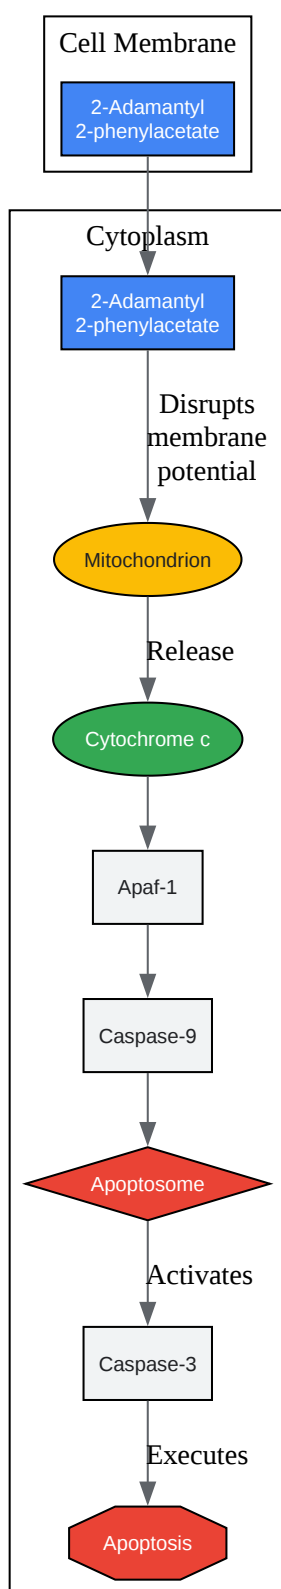 Cell Membrane
2-Adamantyl
2-phenylacetate
Cytoplasm
2-Adamantyl
2-phenylacetate
Disrupts
membrane
potential
Mitochondrion
Release
Cytochrome c
Apaf-1
Caspase-9
Apoptosome
Activates
Caspase-3
Executes
Apoptosis